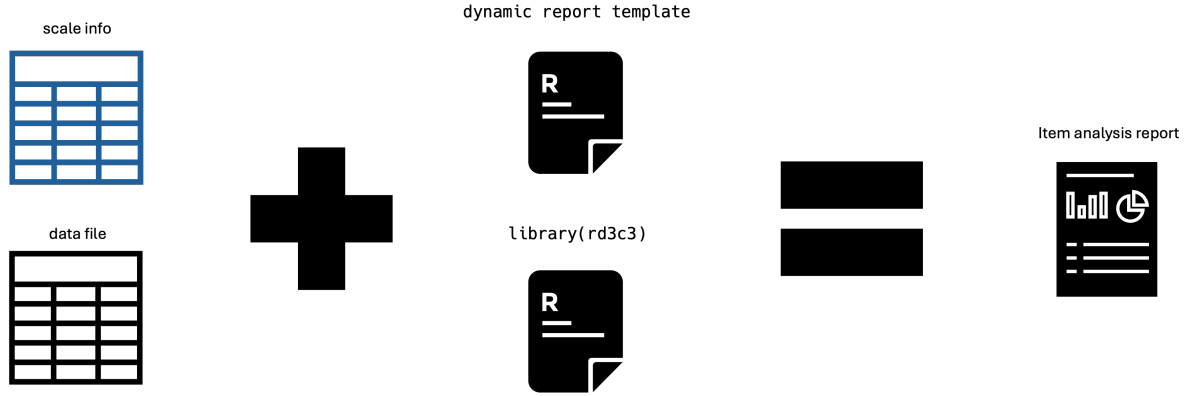 dynamic report template
scale info
R
Item analysis report
data file
library(rd3c3)
R